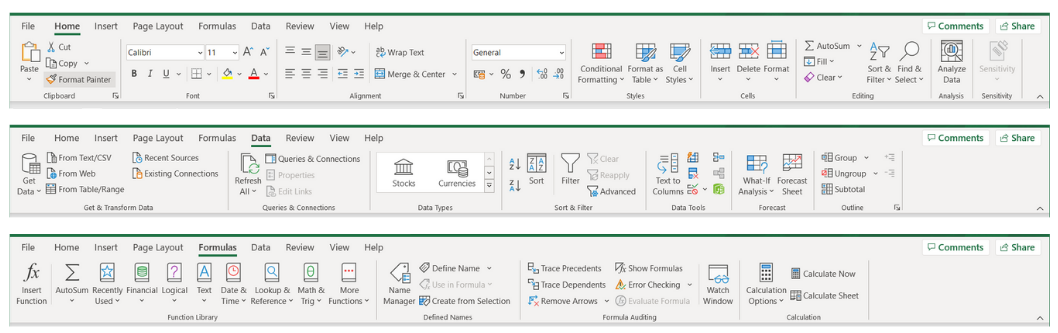 File Home Insert Page Layout Formulas Data Review View Help Comments Share
Cut
Copy
Paste
Format Painter
Clipboard
Calibri 11 A^ Aˇ
B I U A
Font
ab
Wrap Text
Merge & Center
Alignment
General
% 9
Number
Conditional Formatting
Format as Table
Cell Styles
Styles
Insert Delete Format
Cells
AutoSum
Fill
Clear
Sort & Filter
Find & Select
Editing
Analyze Data
Analysis
Sensitivity
Sensitivity
File Home Insert Page Layout Formulas Data Review View Help Comments Share
Get Data
From Text/CSV
From Web
From Table/Range
Recent Sources
Existing Connections
Get & Transform Data
Refresh All
Queries & Connections
Properties
Edit Links
Queries & Connections
Stocks
Currencies
Data Types
Sort
Filter
Clear
Reapply
Advanced
Sort & Filter
Text to Columns
Data Tools
What-If Analysis
Forecast Sheet
Forecast
Group
Ungroup
Subtotal
Outline
File Home Insert Page Layout Formulas Data Review View Help Comments Share
fx
Insert Function
AutoSum
Recently Used
Financial
Logical
Text
Date & Time
Lookup & Reference
Math & Trig
More Functions
Function Library
Name Manager
Define Name
Use in Formula
Create from Selection
Defined Names
Trace Precedents
Trace Dependents
Remove Arrows
Show Formulas
Error Checking
Evaluate Formula
Watch Window
Formula Auditing
Calculation Options
Calculate Now
Calculate Sheet
Calculation